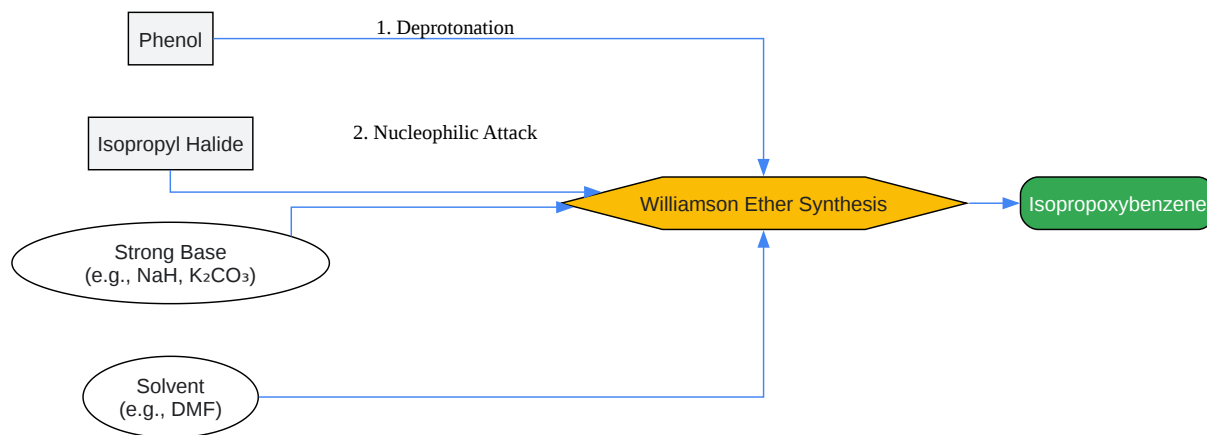 Phenol
1. Deprotonation
Isopropyl Halide
2. Nucleophilic Attack
Williamson Ether Synthesis
Isopropoxybenzene
Strong Base
(e.g., NaH, K₂CO₃)
Solvent
(e.g., DMF)